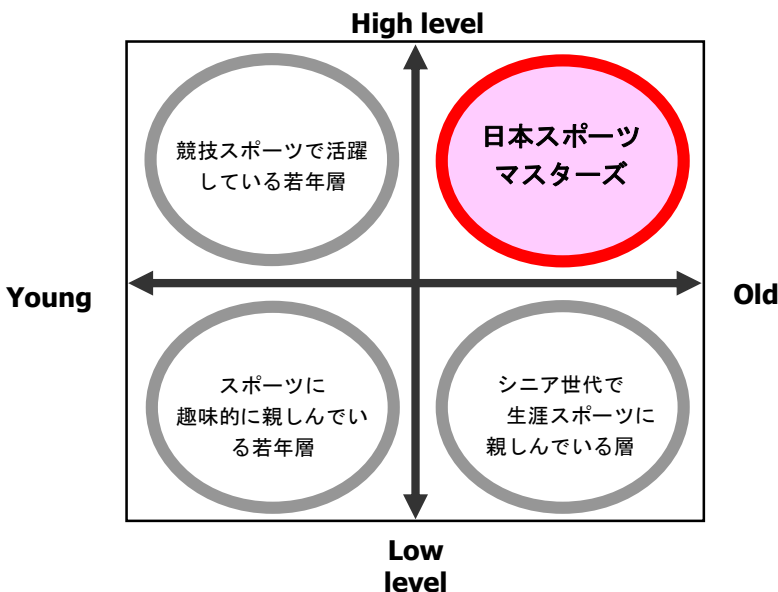 High level
競技スポーツで活躍
している若年層
日本スポーツ
マスターズ
Young
Old
スポーツに
趣味的に親しんでい
る若年層
シニア世代で
生涯スポーツに
親しんでいる層
Low
level